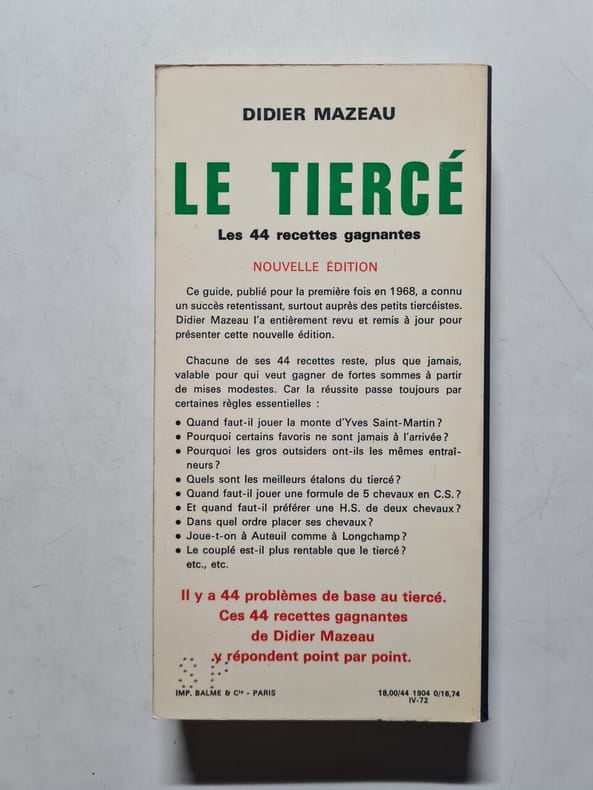 DIDIER MAZEAU
LE TIERCÉ
Les 44 recettes gagnantes
NOUVELLE ÉDITION
Ce guide, publié pour la première fois en 1968, a connu
un succès retentissant, surtout auprès des petits tiercéistes.
Didier Mazeau l'a entièrement revu et remis à jour pour
présenter cette nouvelle édition.
Chacune de ses 44 recettes reste, plus que jamais,
valable pour qui veut gagner de fortes sommes à partir
de mises modestes. Car la réussite passe toujours par
certaines règles essentielles :
• Quand faut-il jouer la monte d'Yves Saint-Martin ?
• Pourquoi certains favoris ne sont jamais à l'arrivée ?
• Pourquoi les gros outsiders ont-ils les mêmes entraî-
neurs ?
• Quels sont les meilleurs étalons du tiercé ?
• Quand faut-il jouer une formule de 5 chevaux en C.S. ?
• Et quand faut-il préférer une H.S. de deux chevaux ?
• Dans quel ordre placer ses chevaux ?
• Joue-t-on à Auteuil comme à Longchamp ?
• Le couplé est-il plus rentable que le tiercé ?
etc., etc.
Il y a 44 problèmes de base au tiercé.
Ces 44 recettes gagnantes
de Didier Mazeau
y répondent point par point.
SP
IMP. BALME & Cie - PARIS
18,00/44 1904 0/16,74
IV-72